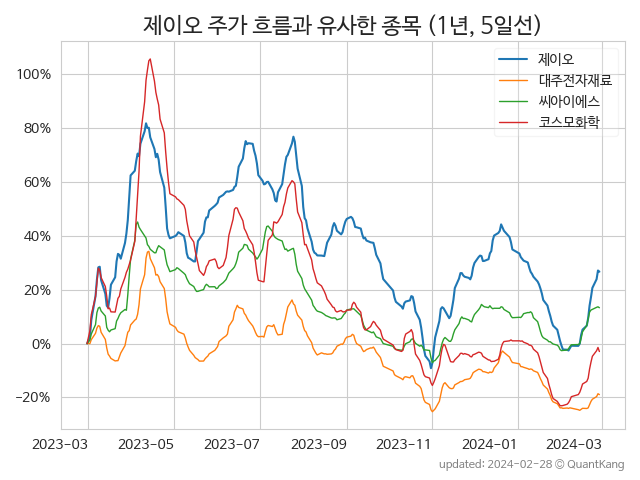 제이오 주가 흐름과 유사한 종목 (1년, 5일선)
제이오
대주전자재료
씨아이에스
코스모화학
100%
80%
60%
40%
20%
0%
−20%
2023-03 2023-05 2023-07 2023-09 2023-11 2024-01 2024-03
updated: 2024-02-28 © QuantKang